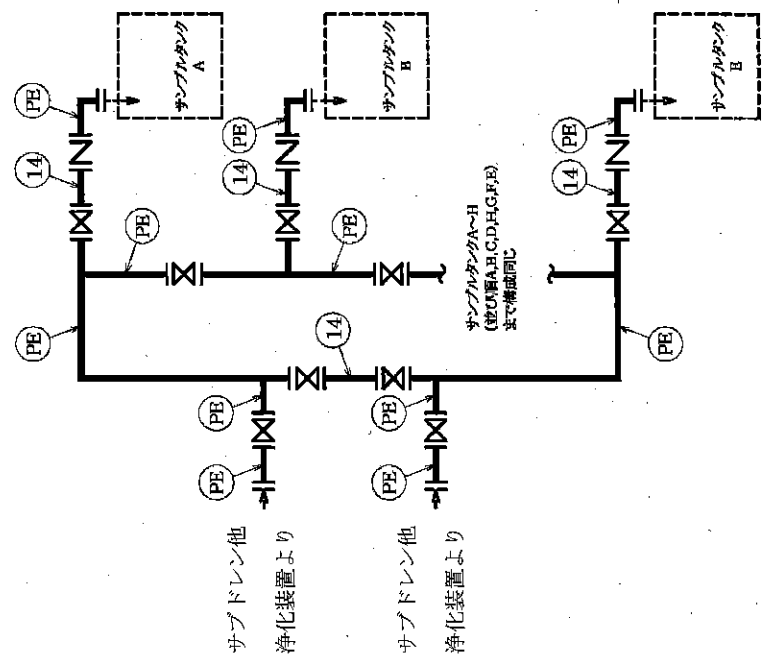 サンプルタンク
A
サンプルタンク
B
サンプルタンク
E
PE
PE
PE
14
14
14
PE
PE
サンプルタンクA～H
(並び順A,B,C,D,H,G,F,E)
まで構成同じ
PE
14
PE
PE
PE
PE
PE
サブドレン他
浄化装置より
サブドレン他
浄化装置より